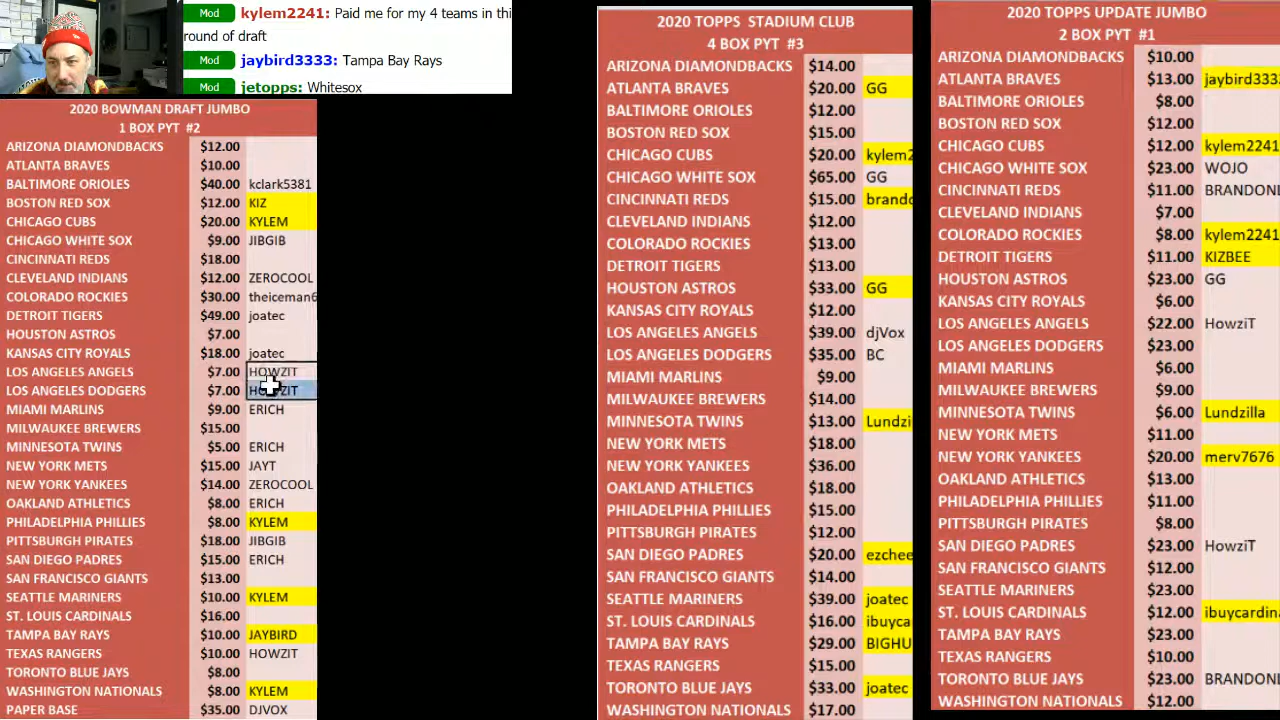 Mod kylem2241: Paid me for my 4 teams in thi
round of draft
Mod jaybird3333: Tampa Bay Rays
Mod jetopps: Whitesox
2020 BOWMAN DRAFT JUMBO
1 BOX PYT #2
ARIZONA DIAMONDBACKS $12.00
ATLANTA BRAVES $10.00
BALTIMORE ORIOLES $40.00 kclark5381
BOSTON RED SOX $12.00 KIZ
CHICAGO CUBS $20.00 KYLEM
CHICAGO WHITE SOX $9.00 JIBGIB
CINCINNATI REDS $18.00
CLEVELAND INDIANS $12.00 ZEROCOOL
COLORADO ROCKIES $30.00 theiceman6
DETROIT TIGERS $49.00 joatec
HOUSTON ASTROS $7.00
KANSAS CITY ROYALS $18.00 joatec
LOS ANGELES ANGELS $7.00 HOWZIT
LOS ANGELES DODGERS $7.00 HOWZIT
MIAMI MARLINS $9.00 ERICH
MILWAUKEE BREWERS $15.00
MINNESOTA TWINS $5.00 ERICH
NEW YORK METS $15.00 JAYT
NEW YORK YANKEES $14.00 ZEROCOOL
OAKLAND ATHLETICS $8.00 ERICH
PHILADELPHIA PHILLIES $8.00 KYLEM
PITTSBURGH PIRATES $18.00 JIBGIB
SAN DIEGO PADRES $15.00 ERICH
SAN FRANCISCO GIANTS $13.00
SEATTLE MARINERS $10.00 KYLEM
ST. LOUIS CARDINALS $16.00
TAMPA BAY RAYS $10.00 JAYBIRD
TEXAS RANGERS $10.00 HOWZIT
TORONTO BLUE JAYS $8.00
WASHINGTON NATIONALS $8.00 KYLEM
PAPER BASE $35.00 DJVOX
2020 TOPPS STADIUM CLUB
4 BOX PYT #3
ARIZONA DIAMONDBACKS $14.00
ATLANTA BRAVES $20.00 GG
BALTIMORE ORIOLES $12.00
BOSTON RED SOX $15.00
CHICAGO CUBS $20.00 kylem2
CHICAGO WHITE SOX $65.00 GG
CINCINNATI REDS $15.00 brando
CLEVELAND INDIANS $12.00
COLORADO ROCKIES $13.00
DETROIT TIGERS $13.00
HOUSTON ASTROS $33.00 GG
KANSAS CITY ROYALS $12.00
LOS ANGELES ANGELS $39.00 djVox
LOS ANGELES DODGERS $35.00 BC
MIAMI MARLINS $9.00
MILWAUKEE BREWERS $14.00
MINNESOTA TWINS $13.00 Lundzi
NEW YORK METS $18.00
NEW YORK YANKEES $36.00
OAKLAND ATHLETICS $18.00
PHILADELPHIA PHILLIES $15.00
PITTSBURGH PIRATES $12.00
SAN DIEGO PADRES $20.00 ezchee
SAN FRANCISCO GIANTS $14.00
SEATTLE MARINERS $39.00 joatec
ST. LOUIS CARDINALS $16.00 ibuyca
TAMPA BAY RAYS $29.00 BIGHU
TEXAS RANGERS $15.00
TORONTO BLUE JAYS $33.00 joatec
WASHINGTON NATIONALS $17.00
2020 TOPPS UPDATE JUMBO
2 BOX PYT #1
ARIZONA DIAMONDBACKS $10.00
ATLANTA BRAVES $13.00 jaybird333
BALTIMORE ORIOLES $8.00
BOSTON RED SOX $12.00
CHICAGO CUBS $12.00 kylem2241
CHICAGO WHITE SOX $23.00 WOJO
CINCINNATI REDS $11.00 BRANDONL
CLEVELAND INDIANS $7.00
COLORADO ROCKIES $8.00 kylem2241
DETROIT TIGERS $11.00 KIZBEE
HOUSTON ASTROS $23.00 GG
KANSAS CITY ROYALS $6.00
LOS ANGELES ANGELS $22.00 HowziT
LOS ANGELES DODGERS $23.00
MIAMI MARLINS $6.00
MILWAUKEE BREWERS $9.00
MINNESOTA TWINS $6.00 Lundzilla
NEW YORK METS $11.00
NEW YORK YANKEES $20.00 merv7676
OAKLAND ATHLETICS $13.00
PHILADELPHIA PHILLIES $11.00
PITTSBURGH PIRATES $8.00
SAN DIEGO PADRES $23.00 HowziT
SAN FRANCISCO GIANTS $12.00
SEATTLE MARINERS $23.00
ST. LOUIS CARDINALS $12.00 ibuycardin
TAMPA BAY RAYS $23.00
TEXAS RANGERS $10.00
TORONTO BLUE JAYS $23.00 BRANDONL
WASHINGTON NATIONALS $12.00